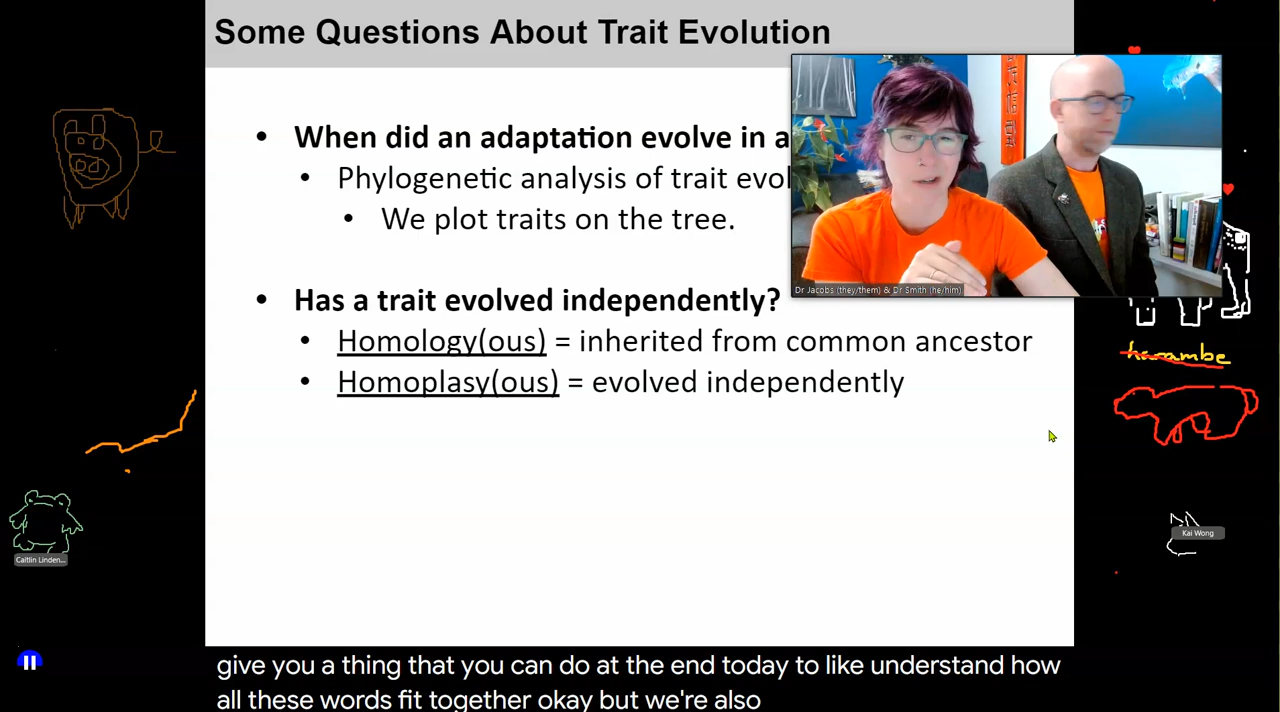 Some Questions About Trait Evolution
• When did an adaptation evolve in a
• Phylogenetic analysis of trait evol
• We plot traits on the tree.
• Has a trait evolved independently?
• Homology(ous) = inherited from common ancestor
• Homoplasy(ous) = evolved independently
Dr Jacobs (they/them) & Dr Smith (he/him)
harambe
Kai Wong
Caitlin Linden...
give you a thing that you can do at the end today to like understand how
all these words fit together okay but we're also